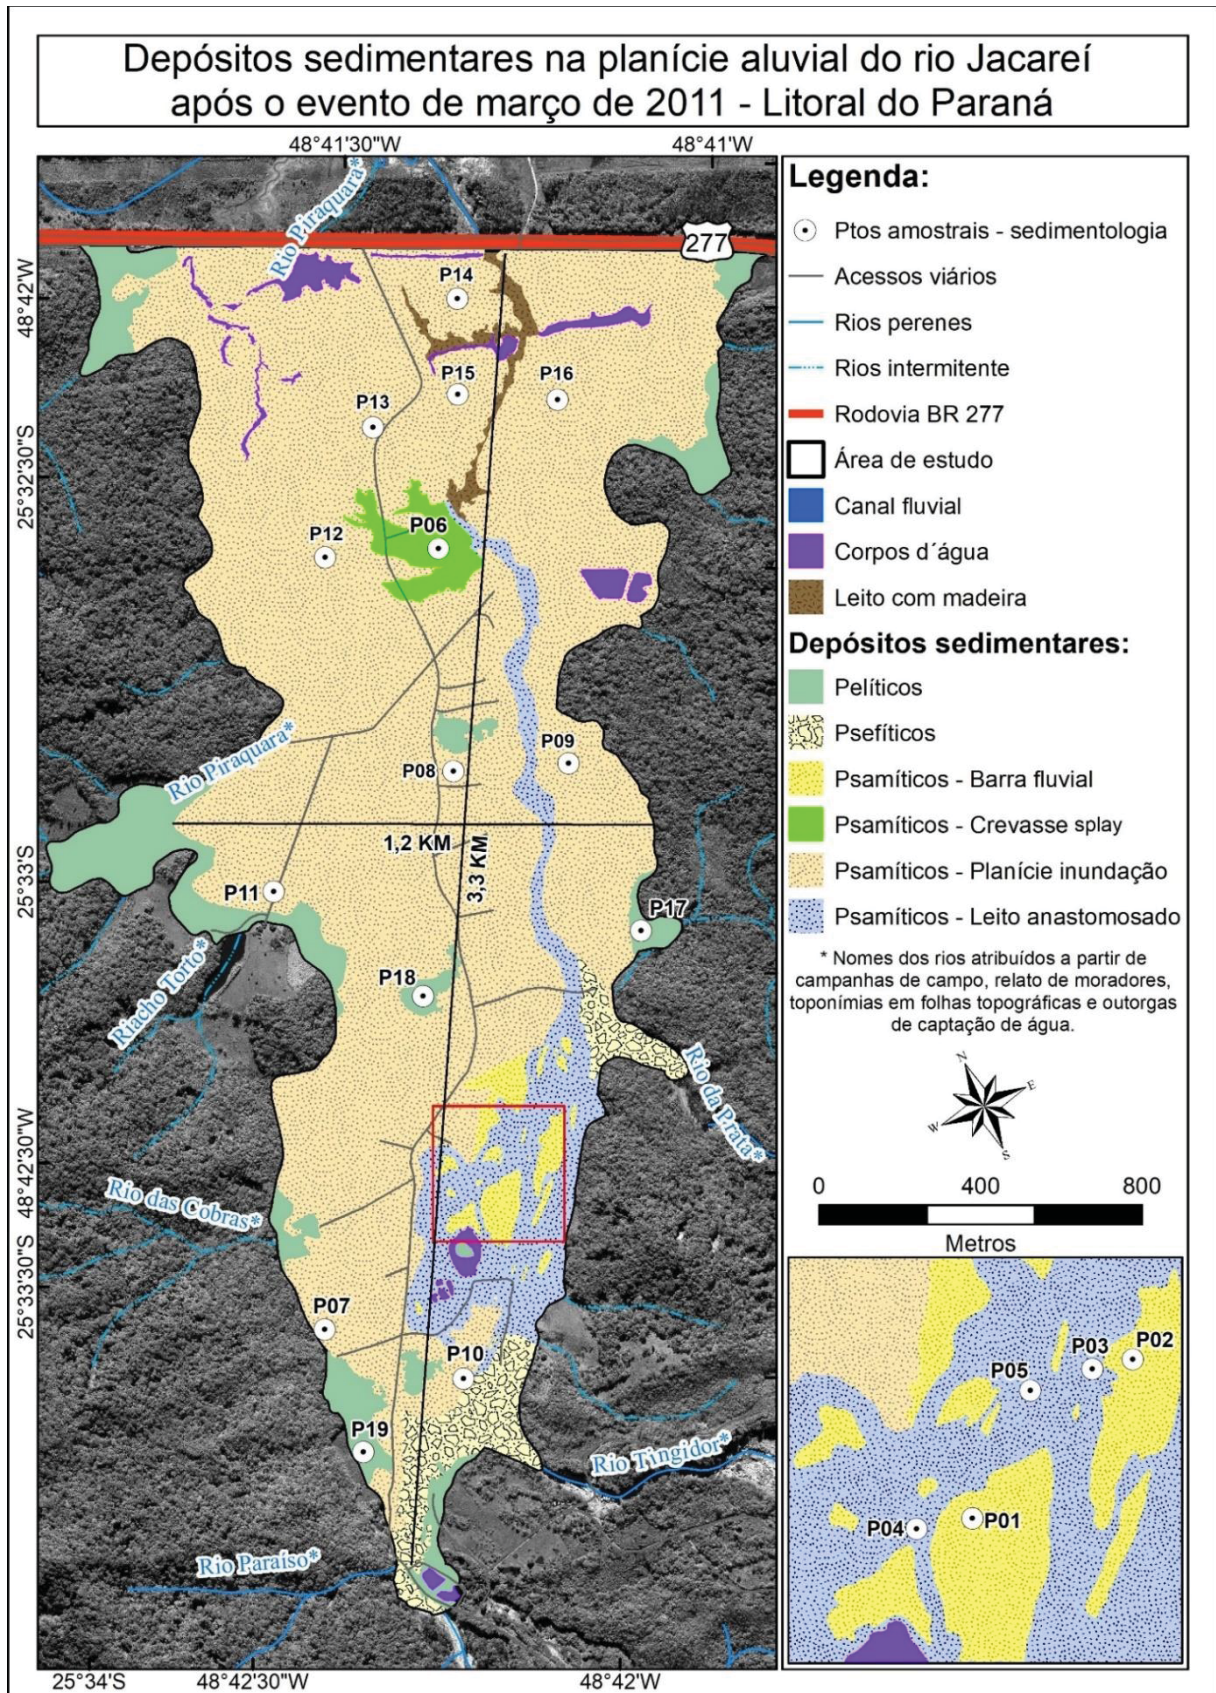 Depósitos sedimentares na planície aluvial do rio Jacareí
após o evento de março de 2011 - Litoral do Paraná
48°41'30"W
48°41'W
Rio Piraquara*
277
P14
48°42'W
P15
P16
P13
25°32'30"S
P12
P06
Rio Piraquara*
P09
P08
1,2 KM
3,3 KM
25°33'S
P11
P17
Riacho Torto*
P18
Rio da Prata*
48°42'30"W
Rio das Cobras*
25°33'30"S
P07
P10
P19
Rio Tingidor*
Rio Paraíso*
25°34'S
48°42'30"W
48°42'W
Legenda:
Ptos amostrais - sedimentologia
Acessos viários
Rios perenes
Rios intermitente
Rodovia BR 277
Área de estudo
Canal fluvial
Corpos d´água
Leito com madeira
Depósitos sedimentares:
Pelíticos
Psefíticos
Psamíticos - Barra fluvial
Psamíticos - Crevasse splay
Psamíticos - Planície inundação
Psamíticos - Leito anastomosado
* Nomes dos rios atribuídos a partir de
campanhas de campo, relato de moradores,
toponímias em folhas topográficas e outorgas
de captação de água.
N
E
W
S
0 400 800
Metros
P02
P03
P05
P01
P04